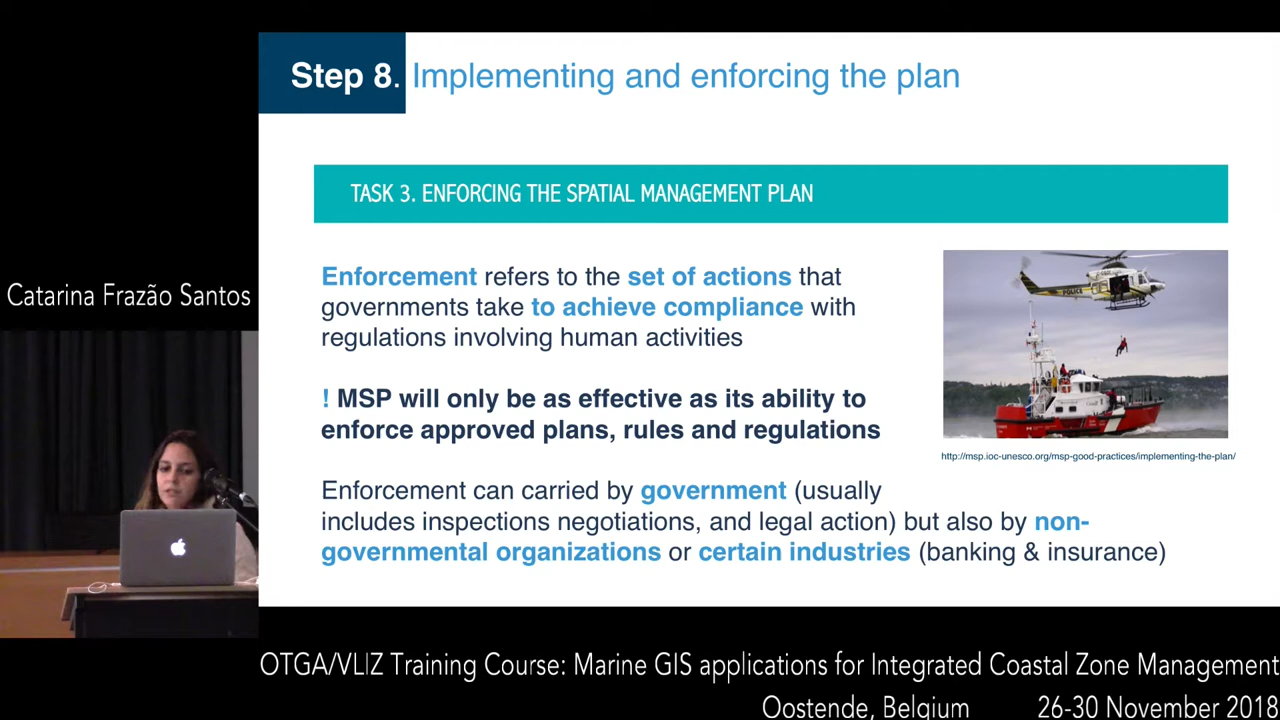 Step 8. Implementing and enforcing the plan
TASK 3. ENFORCING THE SPATIAL MANAGEMENT PLAN
Enforcement refers to the set of actions that
governments take to achieve compliance with
regulations involving human activities
! MSP will only be as effective as its ability to
enforce approved plans, rules and regulations
Enforcement can carried by government (usually
includes inspections negotiations, and legal action) but also by non-
governmental organizations or certain industries (banking & insurance)
POLICE
http://msp.ioc-unesco.org/msp-good-practices/implementing-the-plan/
Catarina Frazão Santos
OTGA/VLIZ Training Course: Marine GIS applications for Integrated Coastal Zone Management
Oostende, Belgium 26-30 November 2018